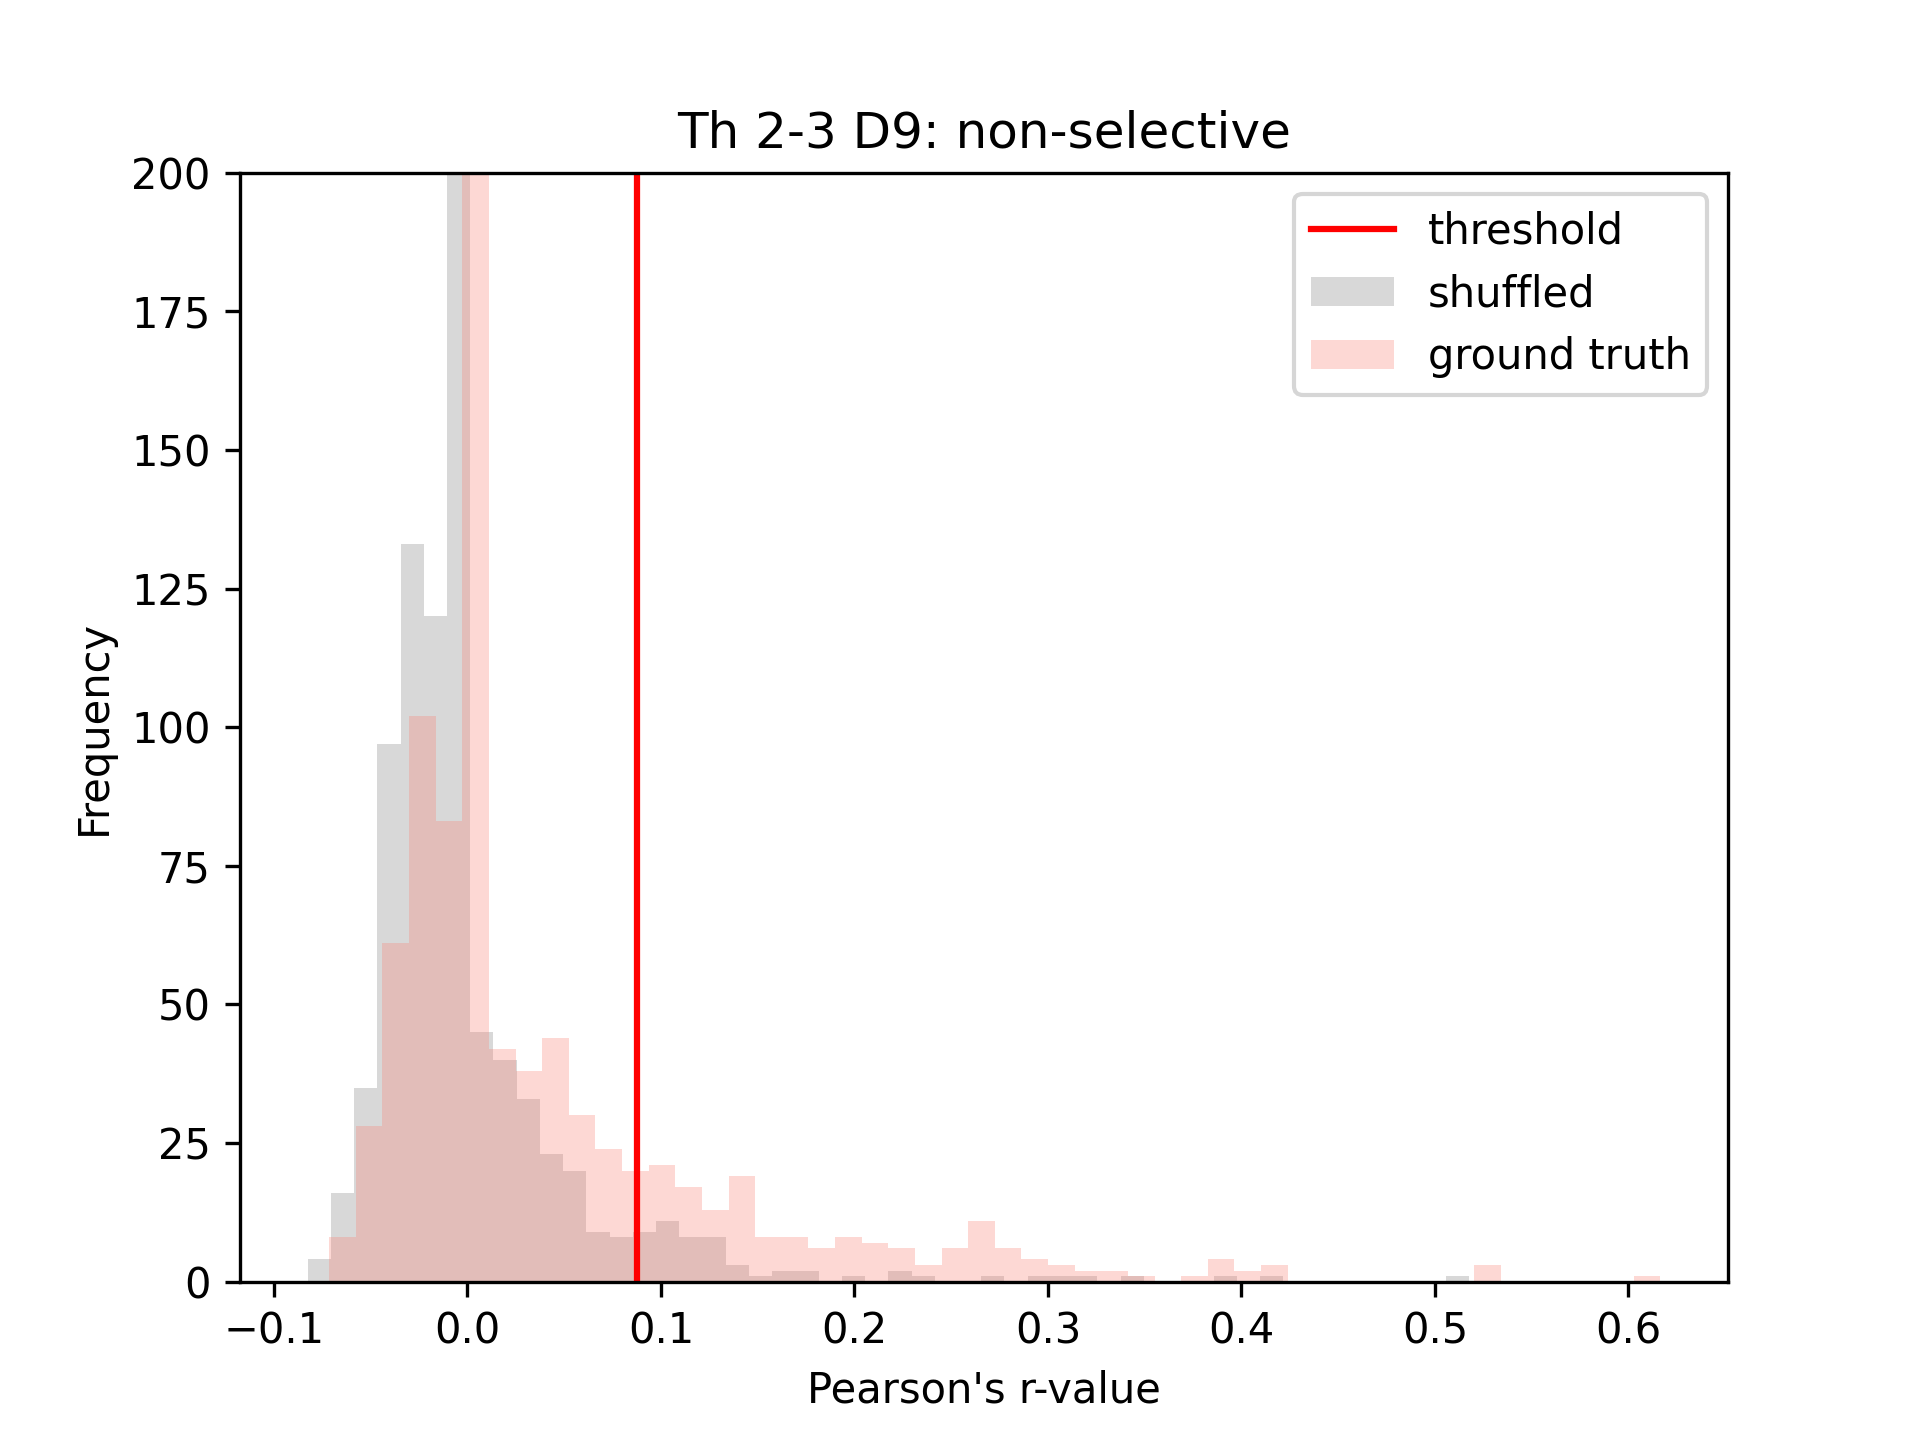 Th 2-3 D9: non-selective
200
175
150
125
100
75
50
25
0
Frequency
threshold
shuffled
ground truth
−0.1 0.0 0.1 0.2 0.3 0.4 0.5 0.6
Pearson's r-value